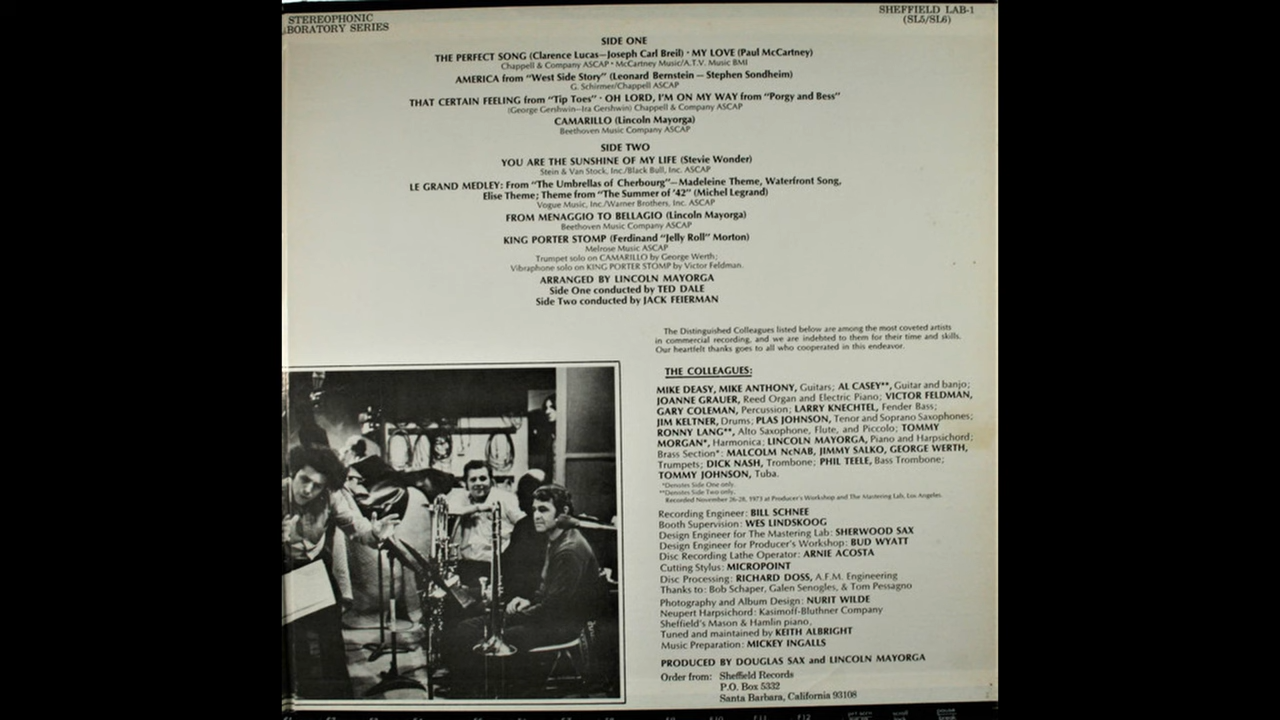 STEREOPHONIC
BORATORY SERIES
SHEFFIELD LAB-1
(SL5/SL6)
SIDE ONE
THE PERFECT SONG (Clarence Lucas—Joseph Carl Breil) · MY LOVE (Paul McCartney)
Chappell & Company ASCAP • McCartney Music/A.T.V. Music BMI
AMERICA from "West Side Story" (Leonard Bernstein — Stephen Sondheim)
G. Schirmer/Chappell ASCAP
THAT CERTAIN FEELING from "Tip Toes" · OH LORD, I'M ON MY WAY from "Porgy and Bess"
(George Gershwin—Ira Gershwin) Chappell & Company ASCAP
CAMARILLO (Lincoln Mayorga)
Beethoven Music Company ASCAP
SIDE TWO
YOU ARE THE SUNSHINE OF MY LIFE (Stevie Wonder)
Stein & Van Stock, Inc./Black Bull, Inc. ASCAP
LE GRAND MEDLEY: From "The Umbrellas of Cherbourg"—Madeleine Theme, Waterfront Song,
Elise Theme; Theme from "The Summer of '42" (Michel Legrand)
Vogue Music, Inc./Warner Brothers, Inc. ASCAP
FROM MENAGGIO TO BELLAGIO (Lincoln Mayorga)
Beethoven Music Company ASCAP
KING PORTER STOMP (Ferdinand "Jelly Roll" Morton)
Melrose Music ASCAP
Trumpet solo on CAMARILLO by George Werth;
Vibraphone solo on KING PORTER STOMP by Victor Feldman.
ARRANGED BY LINCOLN MAYORGA
Side One conducted by TED DALE
Side Two conducted by JACK FEIERMAN
The Distinguished Colleagues listed below are among the most coveted artists
in commercial recording, and we are indebted to them for their time and skills.
Our heartfelt thanks goes to all who cooperated in this endeavor.
THE COLLEAGUES:
MIKE DEASY, MIKE ANTHONY, Guitars; AL CASEY**, Guitar and banjo;
JOANNE GRAUER, Reed Organ and Electric Piano; VICTOR FELDMAN,
GARY COLEMAN, Percussion; LARRY KNECHTEL, Fender Bass;
JIM KELTNER, Drums; PLAS JOHNSON, Tenor and Soprano Saxophones;
RONNY LANG**, Alto Saxophone, Flute, and Piccolo; TOMMY
MORGAN*, Harmonica; LINCOLN MAYORGA, Piano and Harpsichord;
Brass Section*: MALCOLM McNAB, JIMMY SALKO, GEORGE WERTH,
Trumpets; DICK NASH, Trombone; PHIL TEELE, Bass Trombone;
TOMMY JOHNSON, Tuba.
*Denotes Side One only.
**Denotes Side Two only.
Recorded November 26-28, 1973 at Producer's Workshop and The Mastering Lab, Los Angeles.
Recording Engineer: BILL SCHNEE
Booth Supervision: WES LINDSKOOG
Design Engineer for The Mastering Lab: SHERWOOD SAX
Design Engineer for Producer's Workshop: BUD WYATT
Disc Recording Lathe Operator: ARNIE ACOSTA
Cutting Stylus: MICROPOINT
Disc Processing: RICHARD DOSS, A.F.M. Engineering
Thanks to: Bob Schaper, Galen Senogles, & Tom Pessagno
Photography and Album Design: NURIT WILDE
Neupert Harpsichord: Kasimoff-Bluthner Company
Sheffield's Mason & Hamlin piano,
Tuned and maintained by KEITH ALBRIGHT
Music Preparation: MICKEY INGALLS
PRODUCED BY DOUGLAS SAX and LINCOLN MAYORGA
Order from: Sheffield Records
P.O. Box 5332
Santa Barbara, California 93108